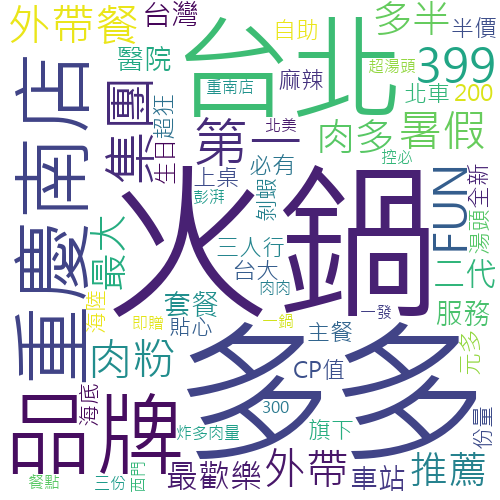 外帶餐
台灣
台北
自助
多半
半價
醫院
重南店
麻辣
超湯頭
399
北車
200
重慶南店
集團
生日
超狂
第一
北美
肉多
暑假
上桌
必有
控必
彭湃
剝蝦
火鍋
FUN
湯頭
全新
最大
三人行
台大
肉肉
二代
海陸
套餐
即贈
貼心
一鍋
主餐
一發
服務
肉粉
多多
CP值
元多
品牌
海底
300
炸多肉量
旗下
份量
餐點
三份
西門
最歡樂
外帶
車站
推薦